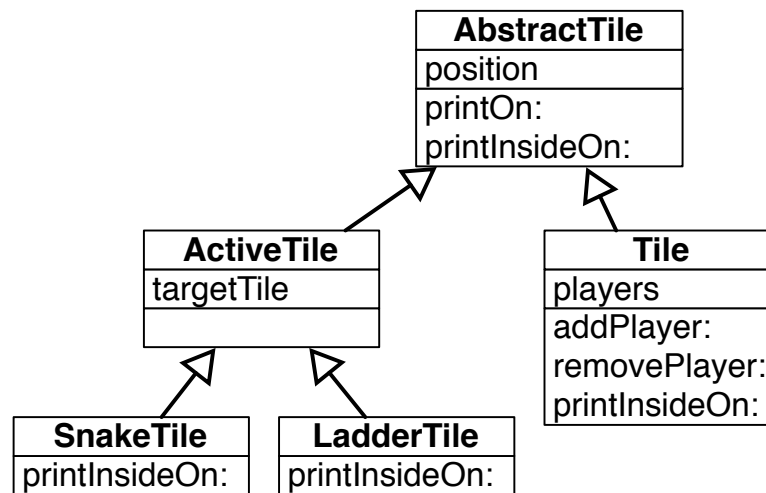 AbstractTile
position
printOn:
printInsideOn:
ActiveTile
targetTile
Tile
players
addPlayer:
removePlayer:
printInsideOn:
SnakeTile
printInsideOn:
LadderTile
printInsideOn: